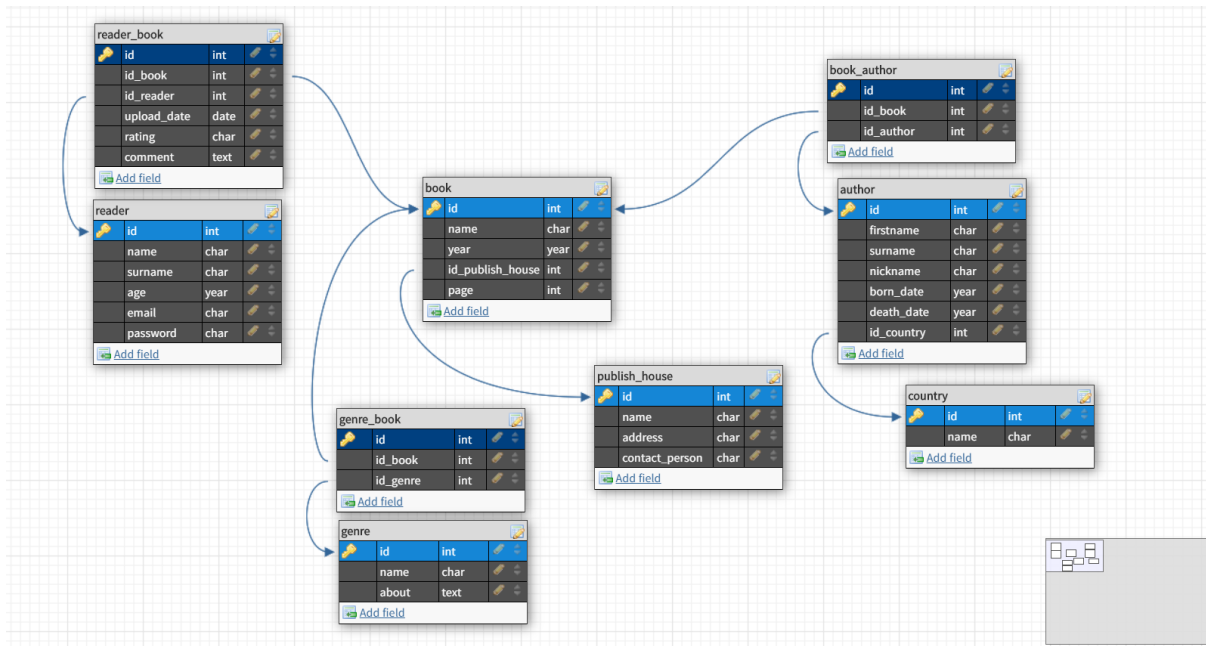 reader_book
id int
id_book int
id_reader int
upload_date date
rating char
comment text
Add field
reader
id int
name char
surname char
age year
email char
password char
Add field
book
id int
name char
year year
id_publish_house int
page int
Add field
genre_book
id int
id_book int
id_genre int
Add field
genre
id int
name char
about text
Add field
publish_house
id int
name char
address char
contact_person char
Add field
book_author
id int
id_book int
id_author int
Add field
author
id int
firstname char
surname char
nickname char
born_date year
death_date year
id_country int
Add field
country
id int
name char
Add field